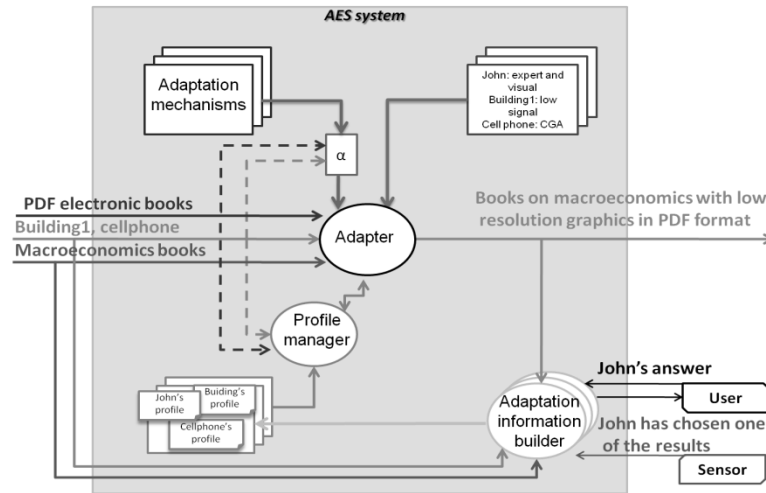 AES system
Adaptation
mechanisms
John: expert and
visual
Building1: low
signal
Cell phone: CGA
α
PDF electronic books
Building1, cellphone
Macroeconomics books
Adapter
Books on macroeconomics with low
resolution graphics in PDF format
Profile
manager
John's
profile
Buiding's
profile
Cellphone's
profile
Adaptation
information
builder
John's answer
User
John has chosen one
of the results
Sensor